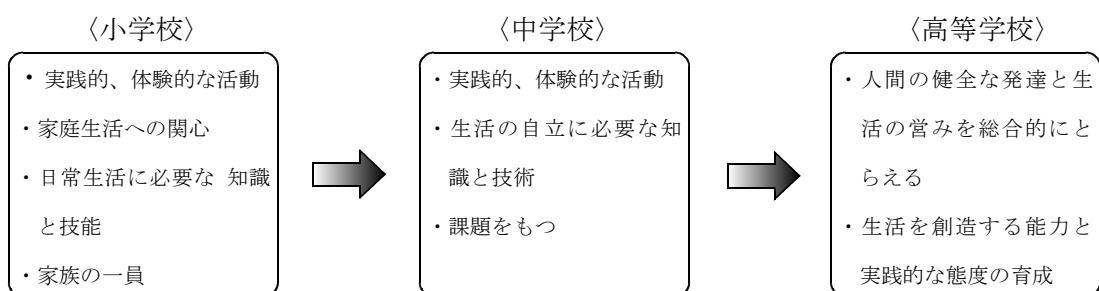 〈小学校〉
・実践的、体験的な活動
・家庭生活への関心
・日常生活に必要な 知識
と技能
・家族の一員
〈中学校〉
・実践的、体験的な活動
・生活の自立に必要な知
識と技術
・課題をもつ
〈高等学校〉
・人間の健全な発達と生
活の営みを総合的にと
らえる
・生活を創造する能力と
実践的な態度の育成